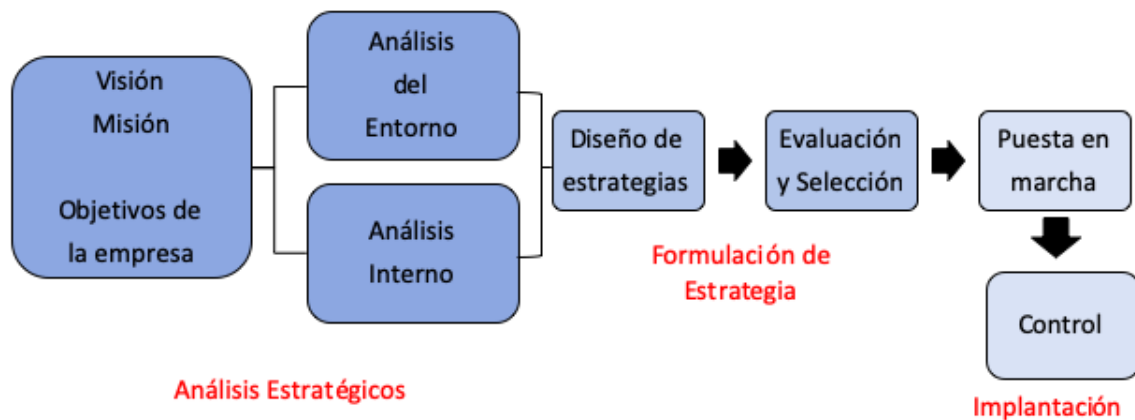 Visión
Misión
Objetivos de
la empresa
Análisis
del
Entorno
Análisis
Interno
Diseño de
estrategias
Evaluación
y Selección
Puesta en
marcha
Control
Análisis Estratégicos
Formulación de
Estrategia
Implantación